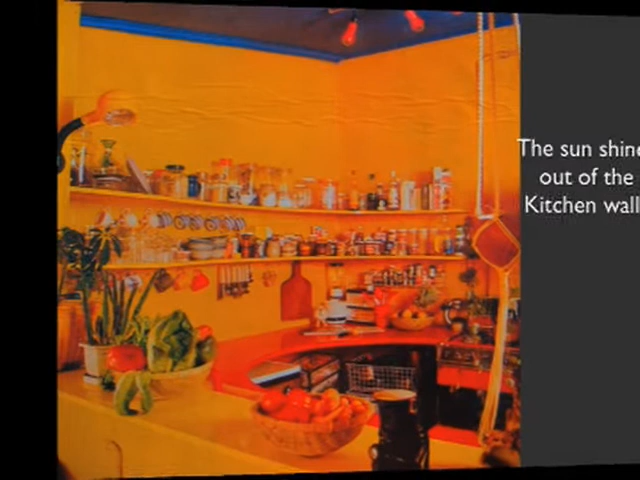 The sun shine
out of the
Kitchen wall